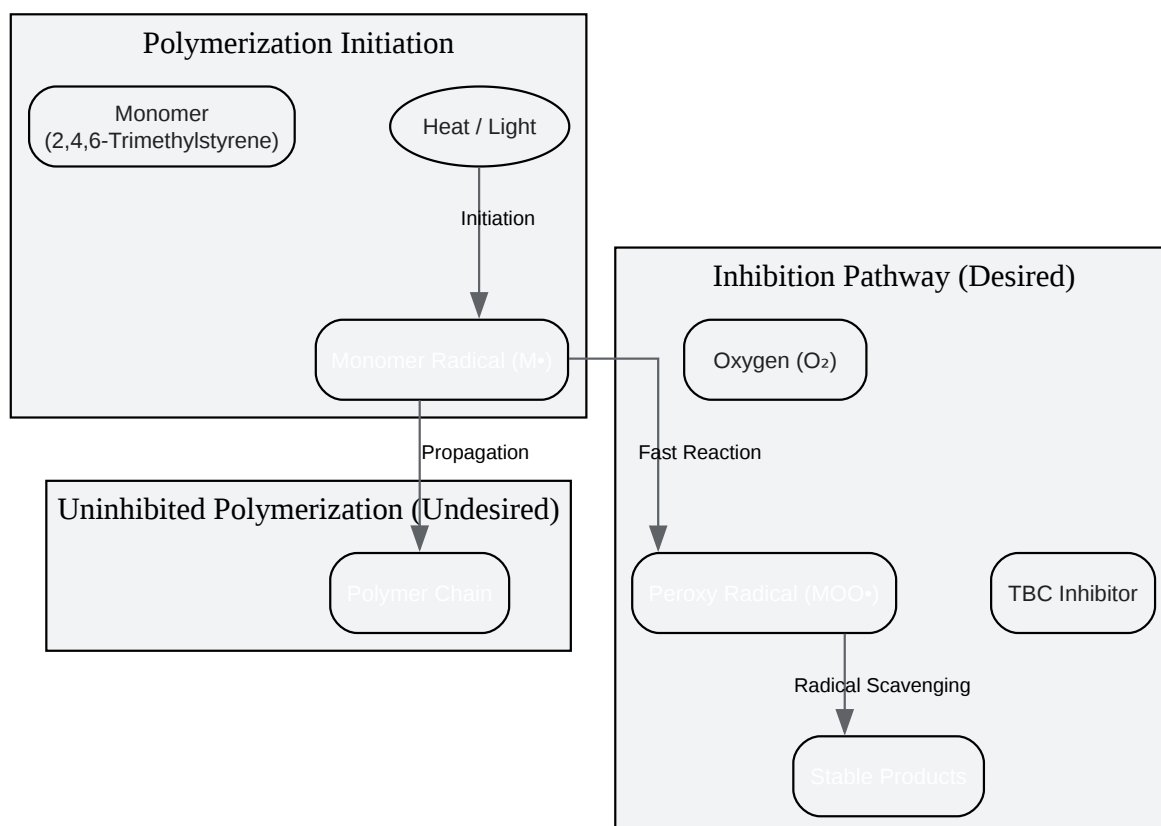 Polymerization Initiation
Monomer
(2,4,6-Trimethylstyrene)
Heat / Light
Initiation
Monomer Radical (M•)
Propagation
Uninhibited Polymerization (Undesired)
Polymer Chain
Inhibition Pathway (Desired)
Oxygen (O₂)
Fast Reaction
Peroxy Radical (MOO•)
TBC Inhibitor
Radical Scavenging
Stable Products